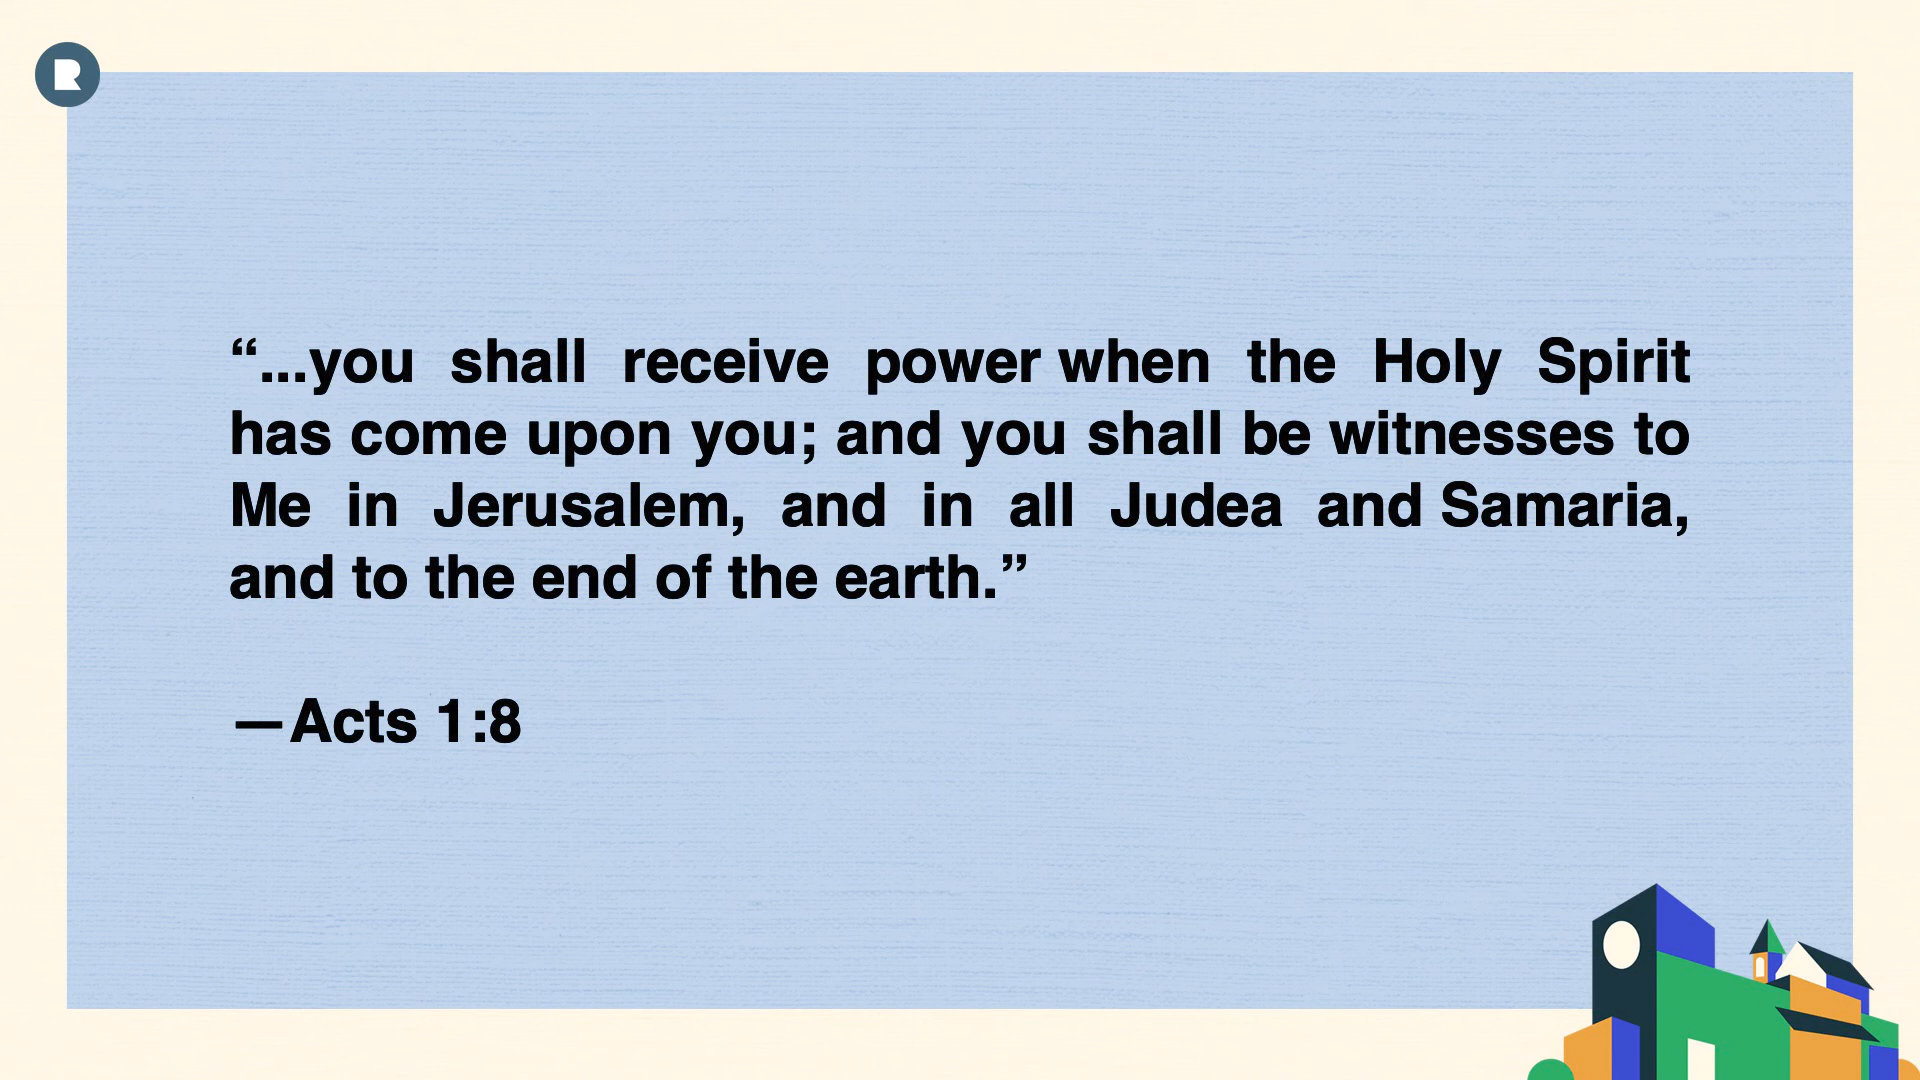 R
“...you shall receive power when the Holy Spirit
has come upon you; and you shall be witnesses to
Me in Jerusalem, and in all Judea and Samaria,
and to the end of the earth.”
—Acts 1:8